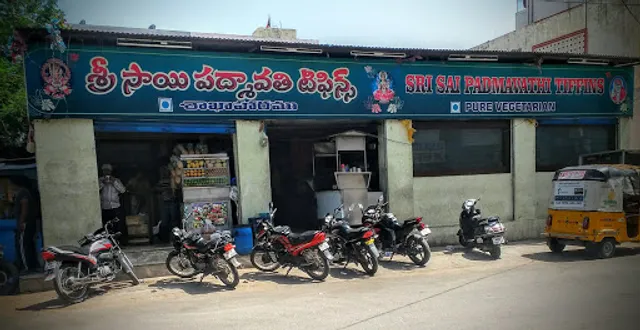 శ్రీ సాయి పద్మావతి టిఫిన్స్
శాఖాహారము
SRI SAI PADMAVATHI TIFFINS
PURE VEGETARIAN